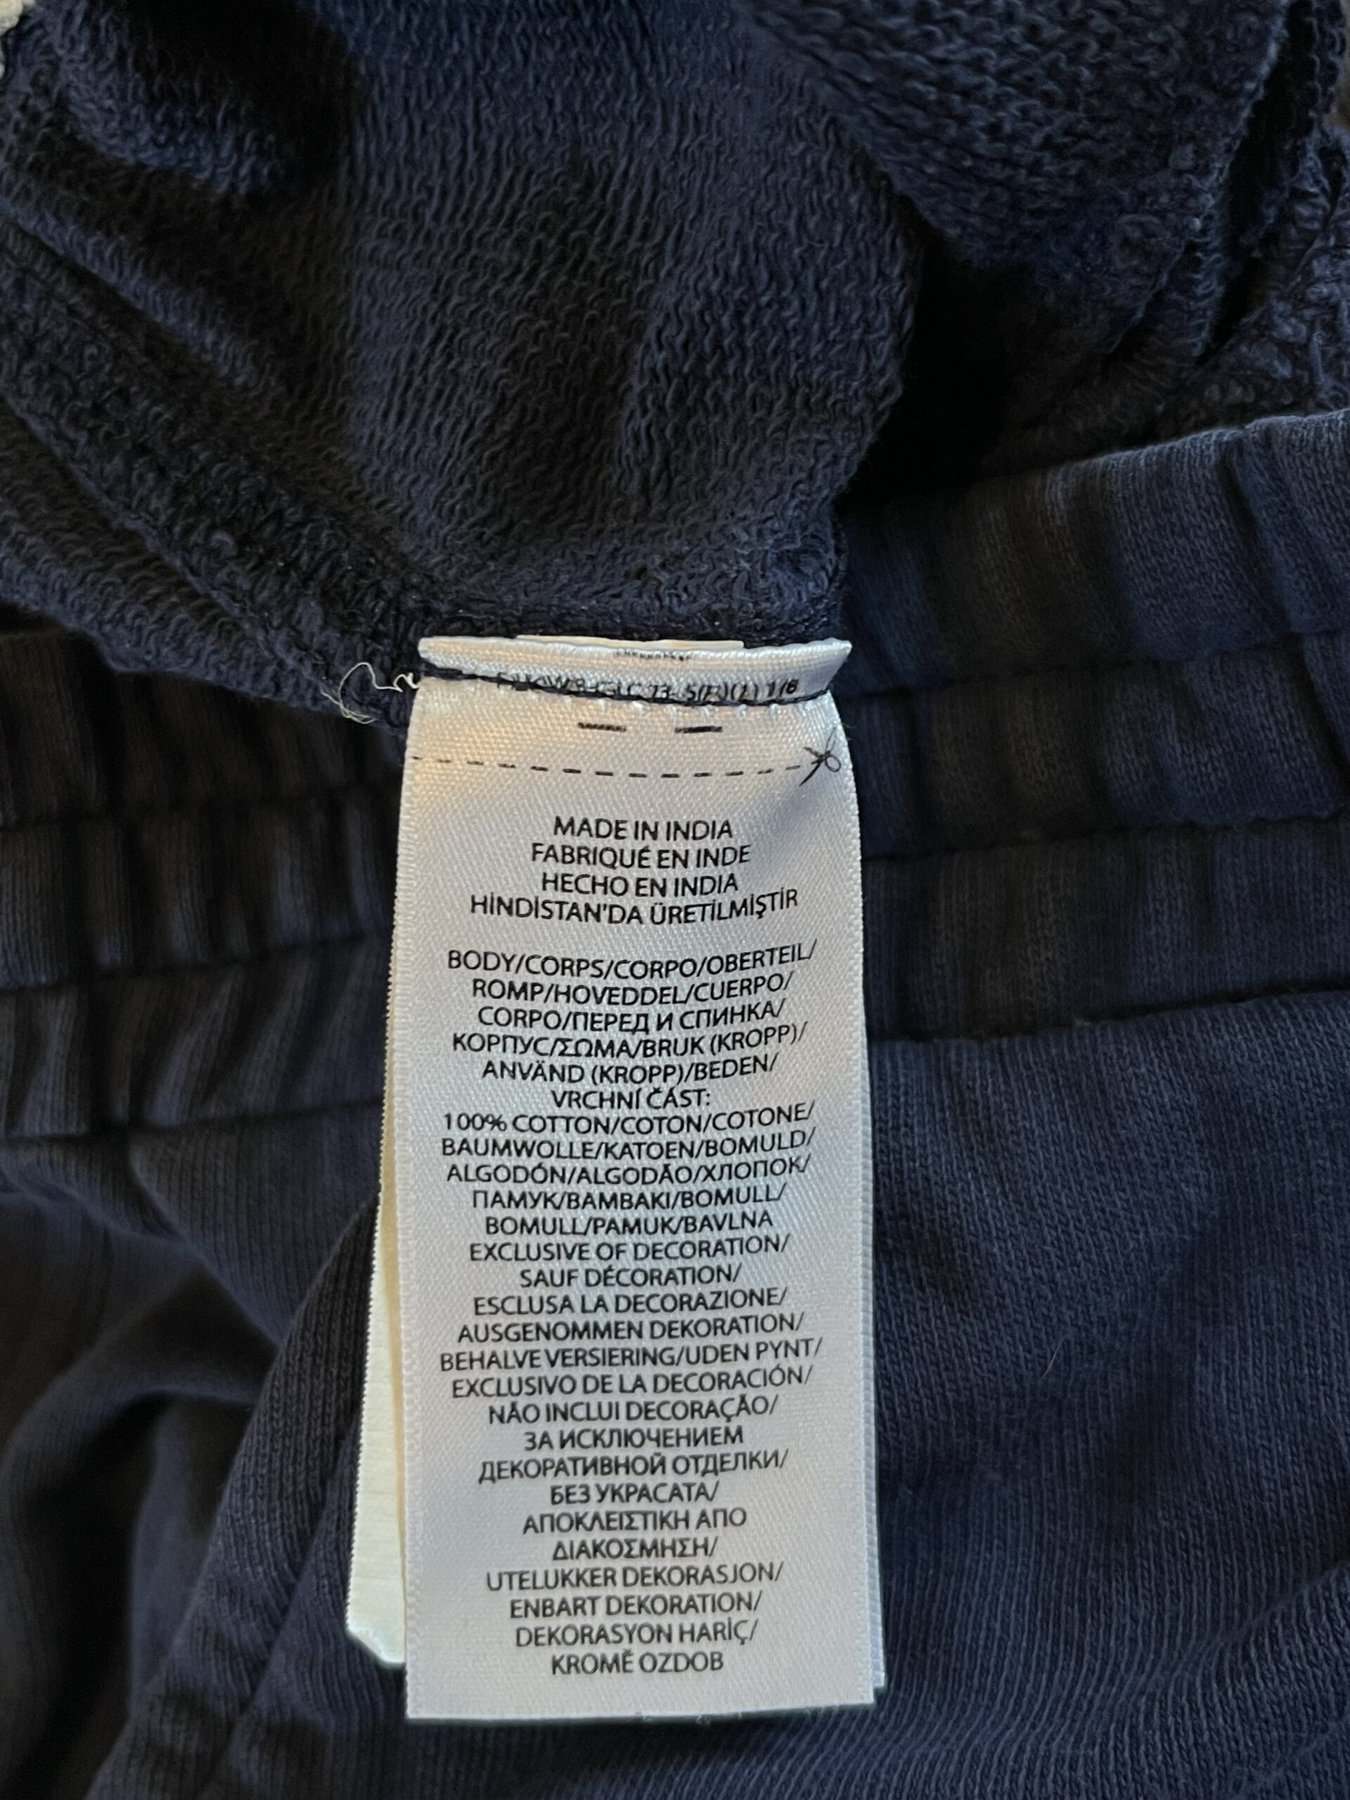 MADE IN INDIA
FABRIQUÉ EN INDE
HECHO EN INDIA
HİNDİSTAN'DA ÜRETİLMİŞTİR
BODY/CORPS/CORPO/OBERTEIL/
ROMP/HOVEDDEL/CUERPO/
CORPO/ПЕРЕД И СПИНКА/
КОРПУС/ΣΩΜΑ/BRUK (KROPP)/
ANVÄND (KROPP)/BEDEN/
VRCHNÍ ČÁST:
100% COTTON/COTON/COTONE/
BAUMWOLLE/KATOEN/BOMULD/
ALGODÓN/ALGODÃO/ХЛОПОК/
ПАМУК/BAMBAKI/BOMULL/
BOMULL/PAMUK/BAVLNA
EXCLUSIVE OF DECORATION/
SAUF DÉCORATION/
ESCLUSA LA DECORAZIONE/
AUSGENOMMEN DEKORATION/
BEHALVE VERSIERING/UDEN PYNT/
EXCLUSIVO DE LA DECORACIÓN/
NÃO INCLUI DECORAÇÃO/
ЗА ИСКЛЮЧЕНИЕМ
ДЕКОРАТИВНОЙ ОТДЕЛКИ/
БЕЗ УКРАСАТА/
ΑΠΟΚΛΕΙΣΤΙΚΗ ΑΠΟ
ΔΙΑΚΟΣΜΗΣΗ/
UTELUKKER DEKORASJON/
ENBART DEKORATION/
DEKORASYON HARİÇ/
KROMĚ OZDOB